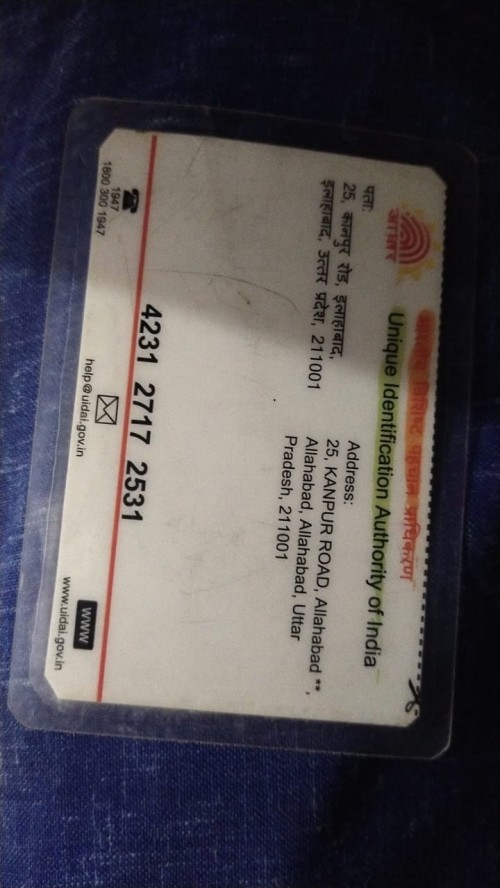 भारतीय विशिष्ट पहचान प्राधिकरण
Unique Identification Authority of India
आधार
पता:
25, कानपुर रोड, इलाहाबाद,
इलाहाबाद, उत्तर प्रदेश, 211001
Address:
25, KANPUR ROAD, Allahabad **,
Allahabad, Allahabad, Uttar
Pradesh, 211001
4231 2717 2531
1947
1800 300 1947
help@uidai.gov.in
www
www.uidai.gov.in